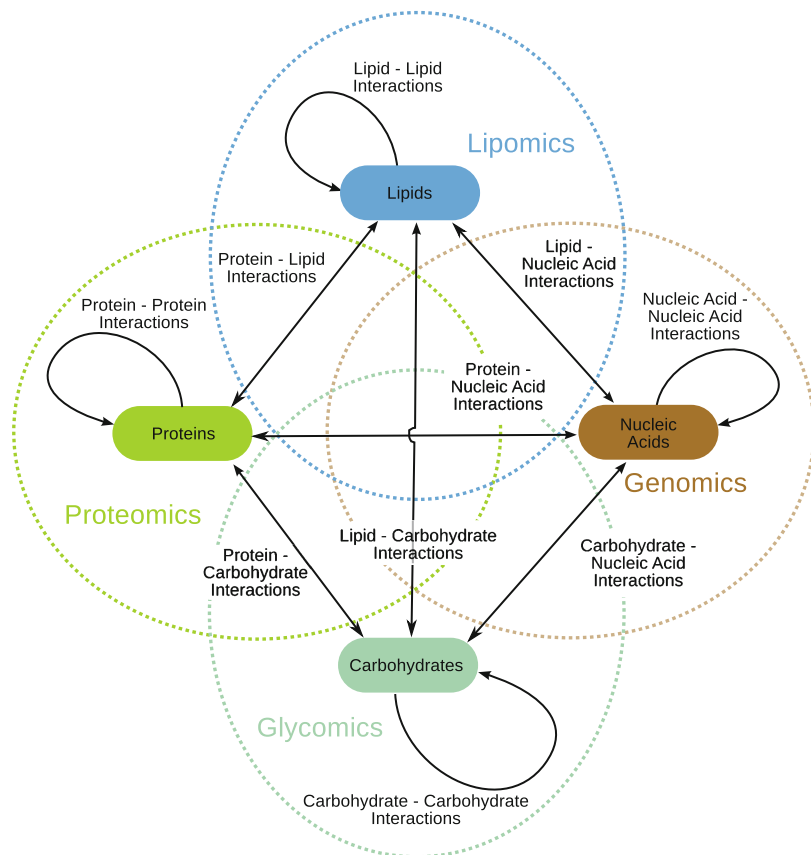 Lipid - Lipid
Interactions
Lipomics
Lipids
Protein - Lipid
Interactions
Lipid -
Nucleic Acid
Interactions
Protein - Protein
Interactions
Nucleic Acid -
Nucleic Acid
Interactions
Protein -
Nucleic Acid
Interactions
Proteins
Nucleic
Acids
Proteomics
Genomics
Protein -
Carbohydrate
Interactions
Lipid - Carbohydrate
Interactions
Carbohydrate -
Nucleic Acid
Interactions
Carbohydrates
Glycomics
Carbohydrate - Carbohydrate
Interactions